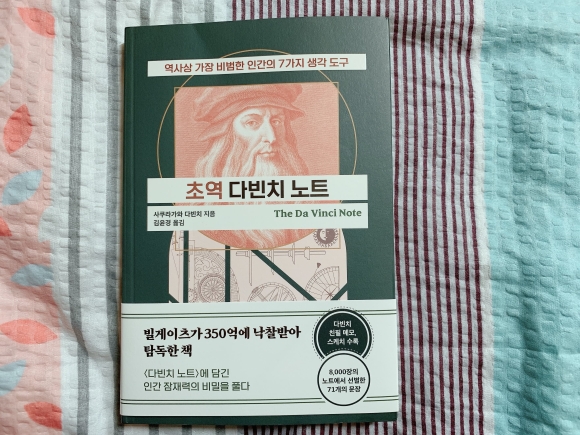 역사상 가장 비범한 인간의 7가지 생각 도구
초역 다빈치 노트
사쿠라가와 다빈치 지음
김윤경 옮김
The Da Vinci Note
빌게이츠가 350억에 낙찰받아
탐독한 책
〈다빈치 노트〉에 담긴
인간 잠재력의 비밀을 풀다
다빈치
친필 메모,
스케치 수록
8,000장의
노트에서 선별한
71개의 문장